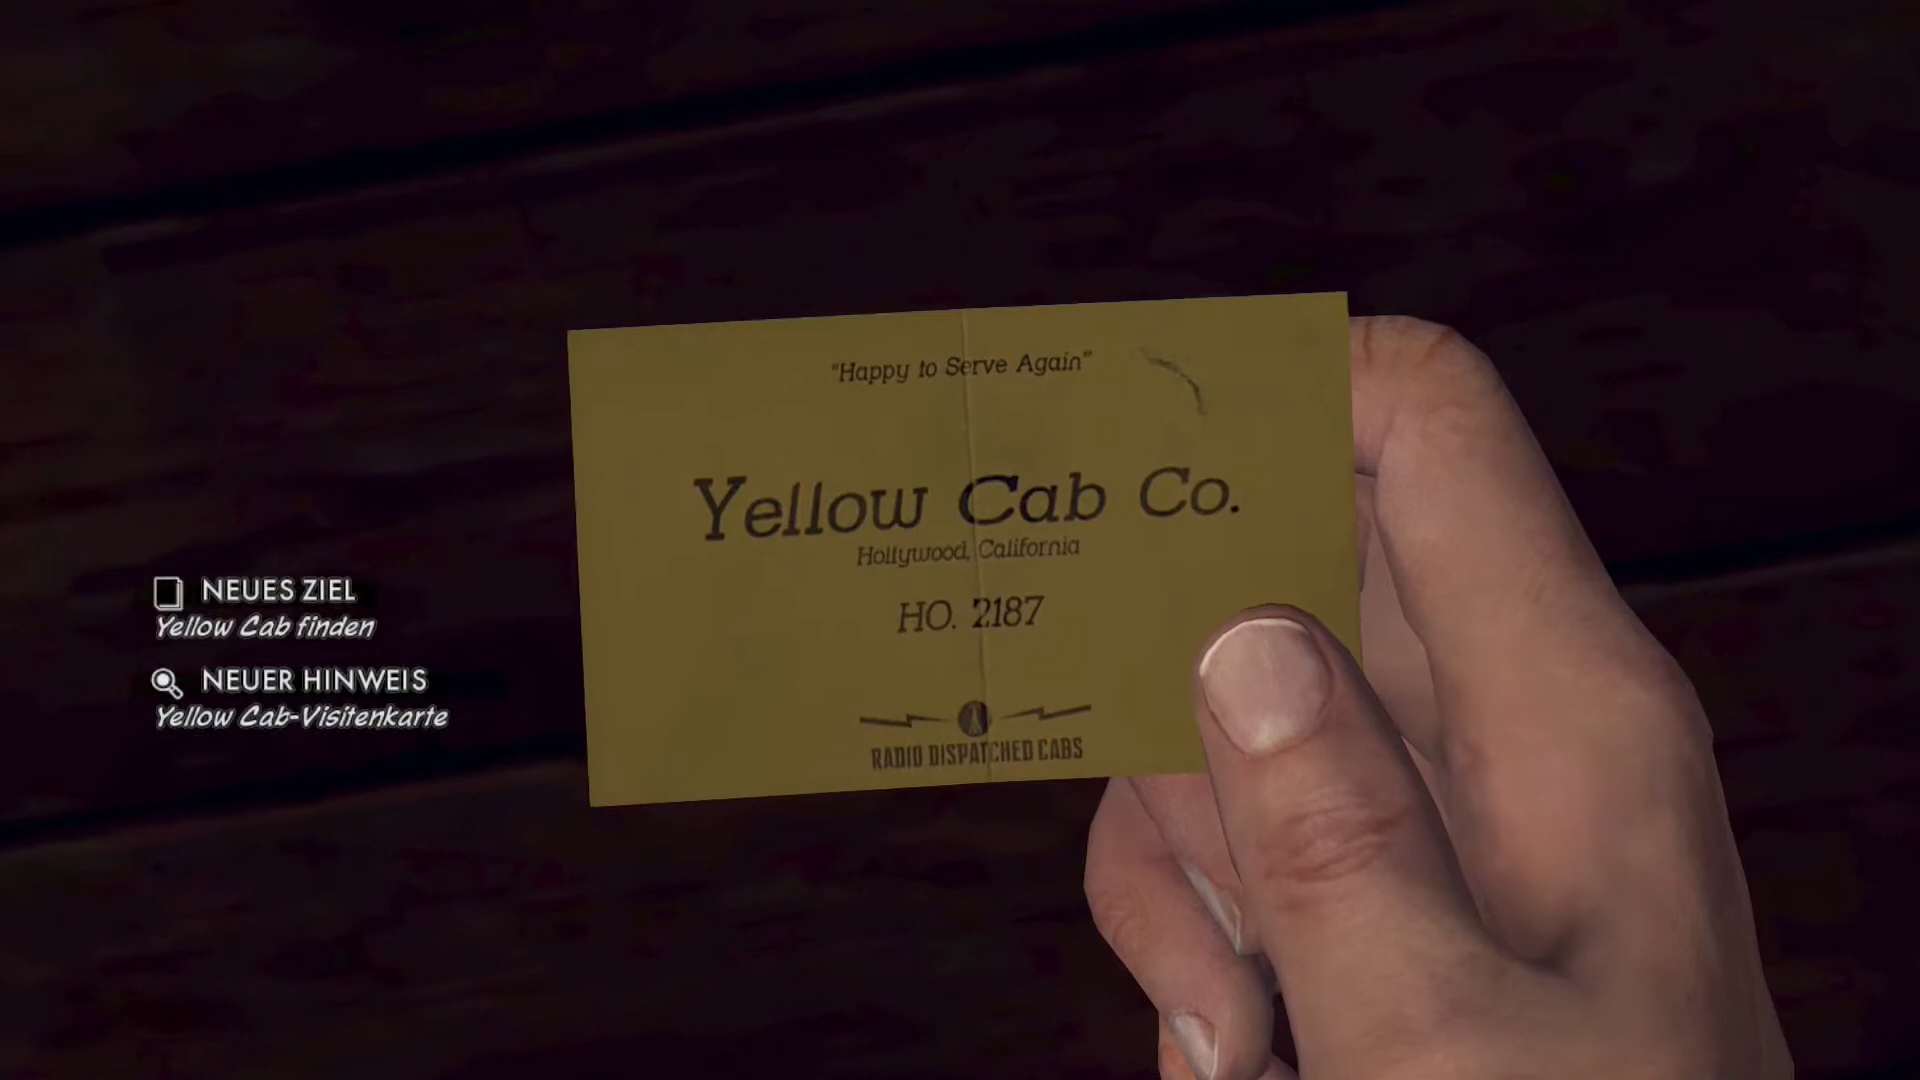 "Happy to Serve Again"
Yellow Cab Co.
Hollywood, California
HO. 2187
RADIO DISPATCHED CABS
NEUES ZIEL
Yellow Cab finden
NEUER HINWEIS
Yellow Cab-Visitenkarte